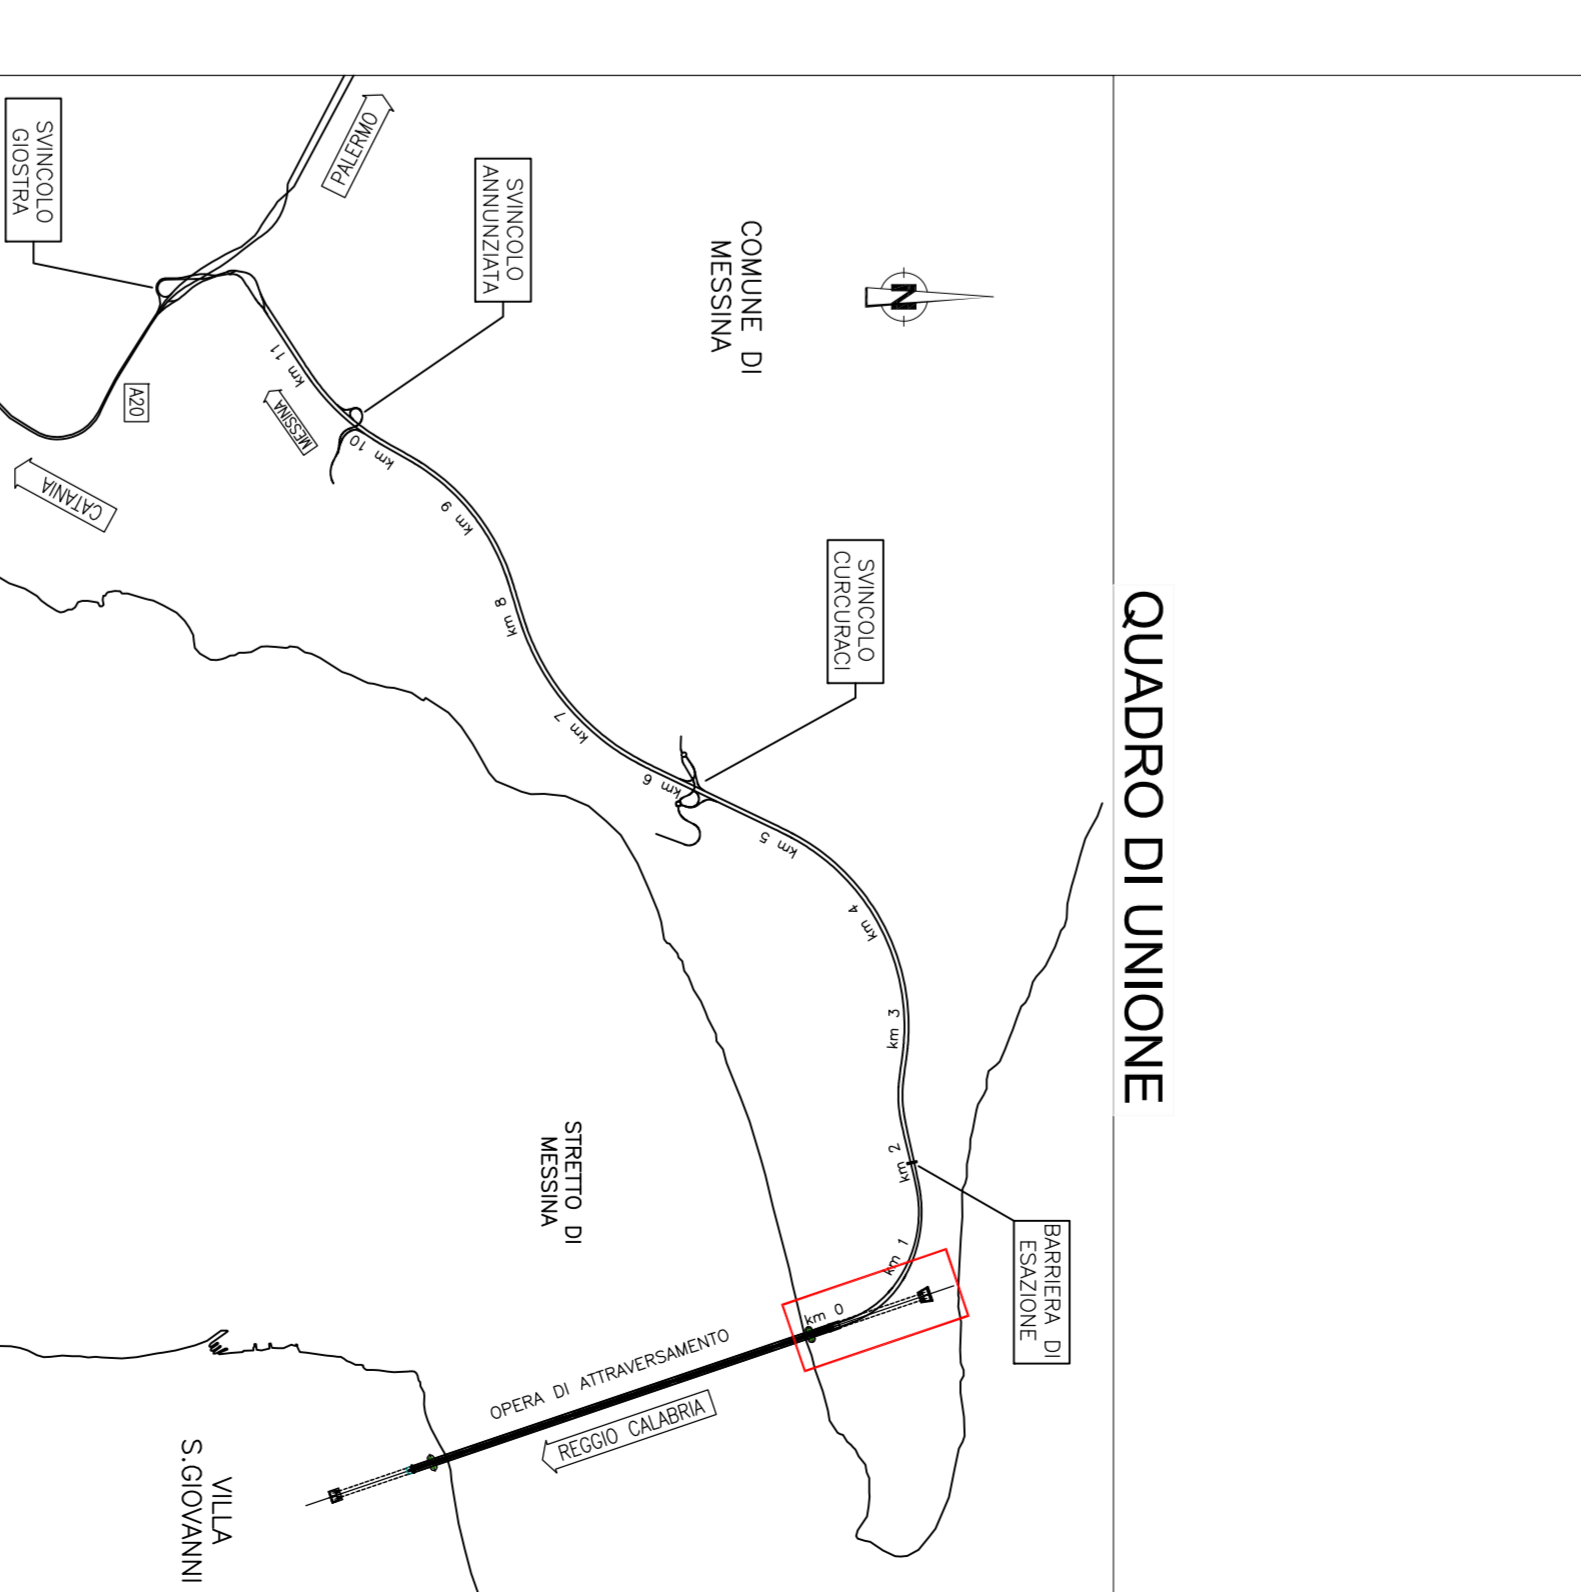 QUADRO DI UNIONE
N
COMUNE DI
MESSINA
PALERMO
SVINCOLO
GIOSTRA
SVINCOLO
ANNUNZIATA
SVINCOLO
CURCURACI
BARRIERA DI
ESAZIONE
A20
CATANIA
MESSINA
km 11
km 10
km 9
km 8
km 7
km 6
km 5
km 4
km 3
km 2
km 1
km 0
STRETTO DI
MESSINA
OPERA DI ATTRAVERSAMENTO
REGGIO CALABRIA
VILLA
S.GIOVANNI